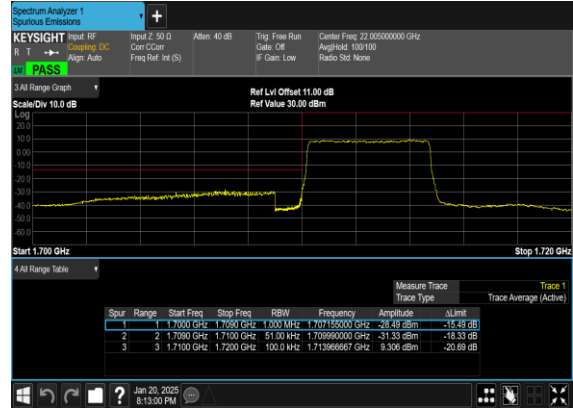 Spectrum Analyzer 1
Spurious Emissions
KEYSIGHT Input: RF Input Z: 50 Ω Atten: 40 dB Trig: Free Run Center Freq: 22.005000000 GHz
R T Coupling: DC Corr CCorr Gate: Off Avg|Hold: 100/100
Align: Auto Freq Ref: Int (S) IF Gain: Low Radio Std: None
PASS
3 All Range Graph Ref Lvl Offset 11.00 dB
Scale/Div 10.0 dB Ref Value 30.00 dBm
Log
20.0
10.0
0.00
-10.0
-20.0
-30.0
-40.0
-50.0
-60.0
Start 1.700 GHz Stop 1.720 GHz
4 All Range Table
Measure Trace Trace 1
Trace Type Trace Average (Active)
Spur Range Start Freq Stop Freq RBW Frequency Amplitude ΔLimit
1 1 1.7000 GHz 1.7090 GHz 1.000 MHz 1.707155000 GHz -28.49 dBm -15.49 dB
2 2 1.7090 GHz 1.7100 GHz 51.00 kHz 1.709990000 GHz -31.33 dBm -18.33 dB
3 3 1.7100 GHz 1.7200 GHz 100.0 kHz 1.713966667 GHz 9.306 dBm -20.69 dB
? Jan 20, 2025
8:13:00 PM